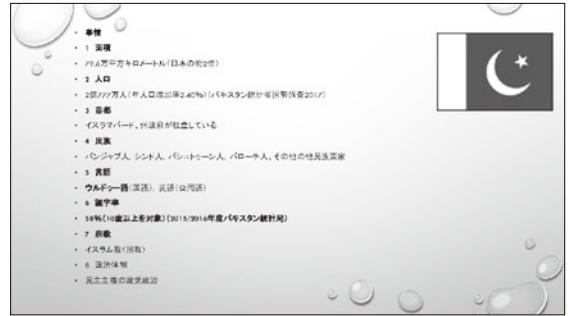 ・ 事情
・ 1 面積
・ 79.6万平方キロメートル(日本の約2倍)
・ 2 人口
・ 2億777万人(年人口増加率2.40%)(パキスタン統計省国勢調査2017)
・ 3 首都
・ イスラマバード、州政府が独立している
・ 4 民族
・ パンジャブ人, シンド人, パシュトゥーン人, バローチ人, その他の他民族国家
・ 5 言語
・ ウルドゥー語(国語), 英語(公用語)
・ 6 識字率
・ 58%(10歳以上を対象)(2015/2016年度パキスタン統計局)
・ 7 宗教
・ イスラム教(国教)
・ 8 政治体制
・ 民主主義の政党政治